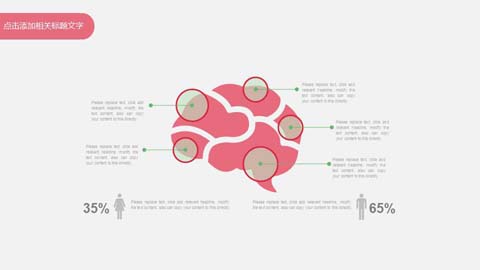 点击添加相关标题文字
Please replace text, click add
relevant headline, modify the
text content, also can copy
your content to this directly.
Please replace text, click add
relevant headline, modify the
text content, also can copy
your content to this directly.
Please replace text, click add
relevant headline, modify the
text content, also can copy
your content to this directly.
Please replace text, click add
relevant headline, modify the
text content, also can copy
your content to this directly.
Please replace text, click add
relevant headline, modify the
text content, also can copy
your content to this directly.
35%
Please replace text, click add relevant headline, modify
the text content, also can copy your content to this directly.
Please replace text, click add relevant headline, modify
the text content, also can copy your content to this directly.
65%